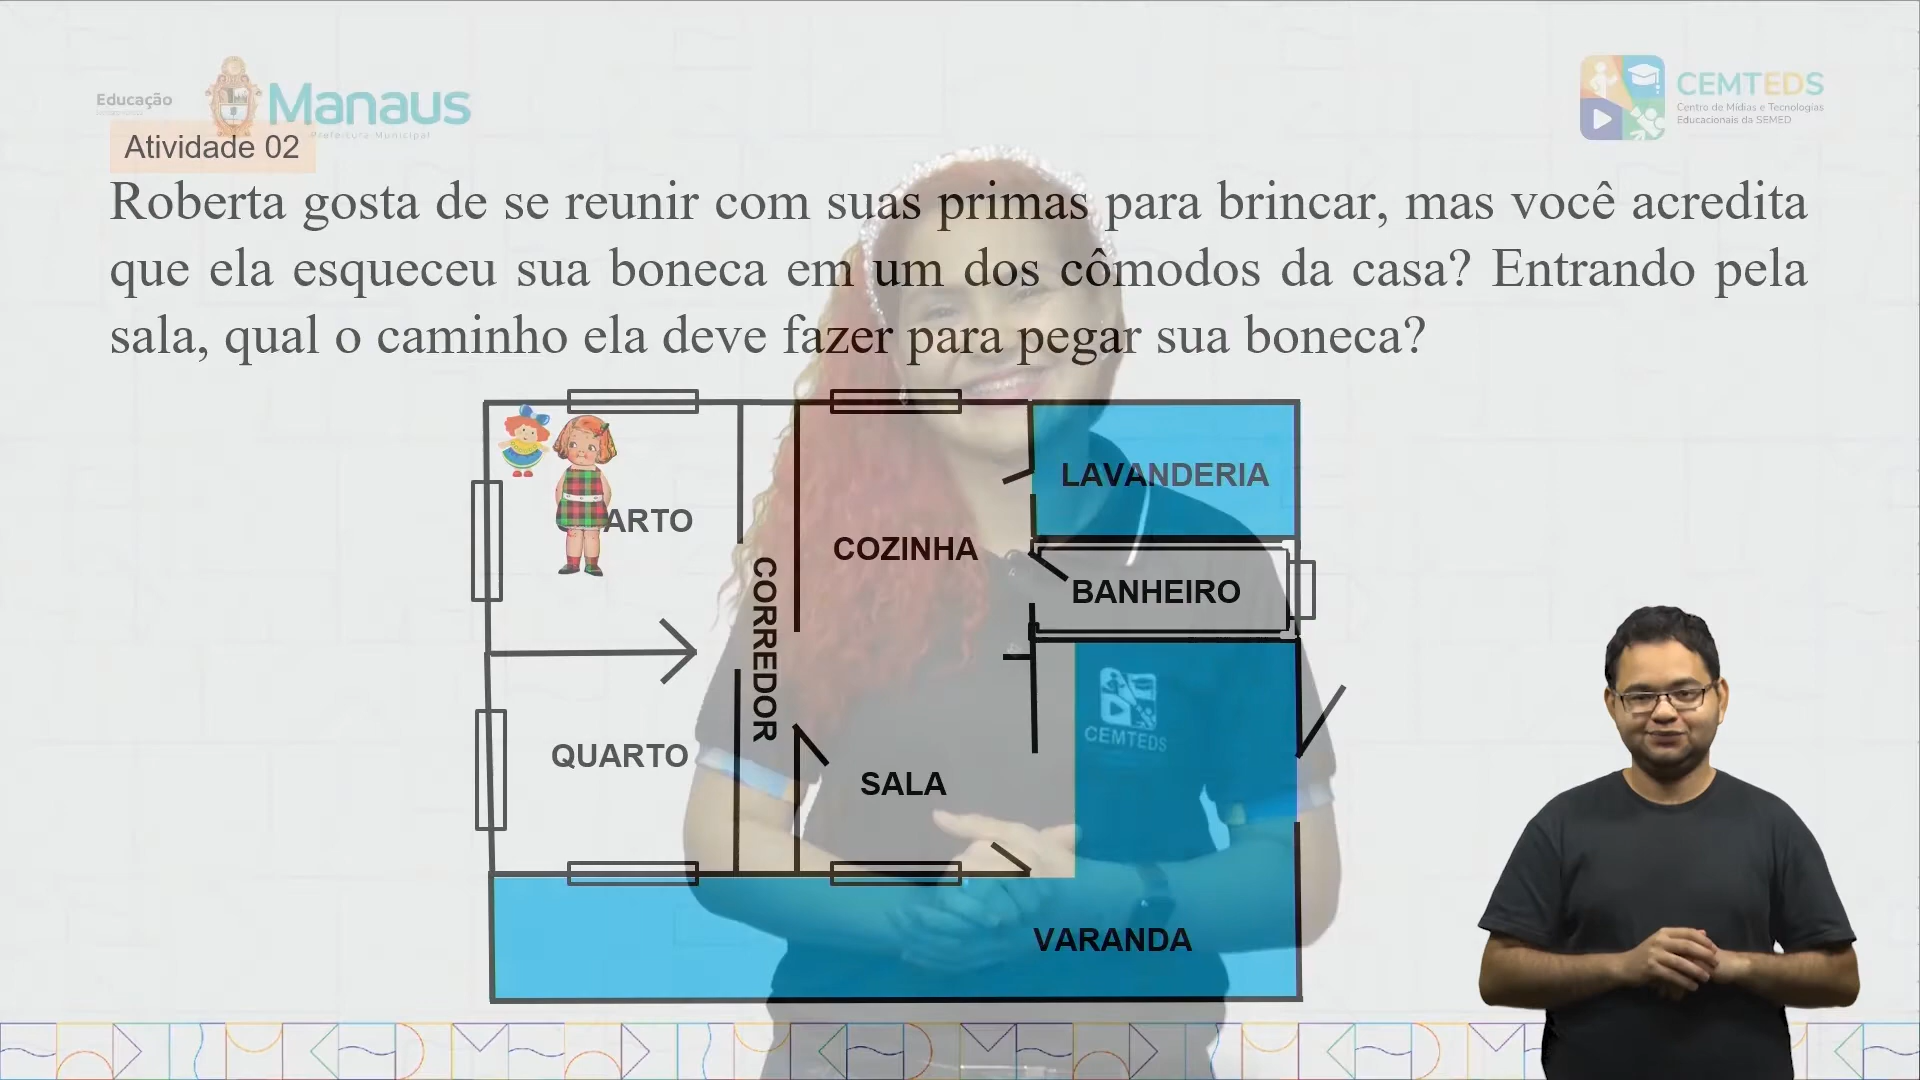 Educação
Manaus
Prefeitura Municipal
CEMTEDS
Centro de Mídias e Tecnologias
Educacionais da SEMED
Atividade 02
Roberta gosta de se reunir com suas primas para brincar, mas você acredita
que ela esqueceu sua boneca em um dos cômodos da casa? Entrando pela
sala, qual o caminho ela deve fazer para pegar sua boneca?
LAVANDERIA
ARTO
COZINHA
BANHEIRO
CORREDOR
CEMTEDS
QUARTO
SALA
VARANDA